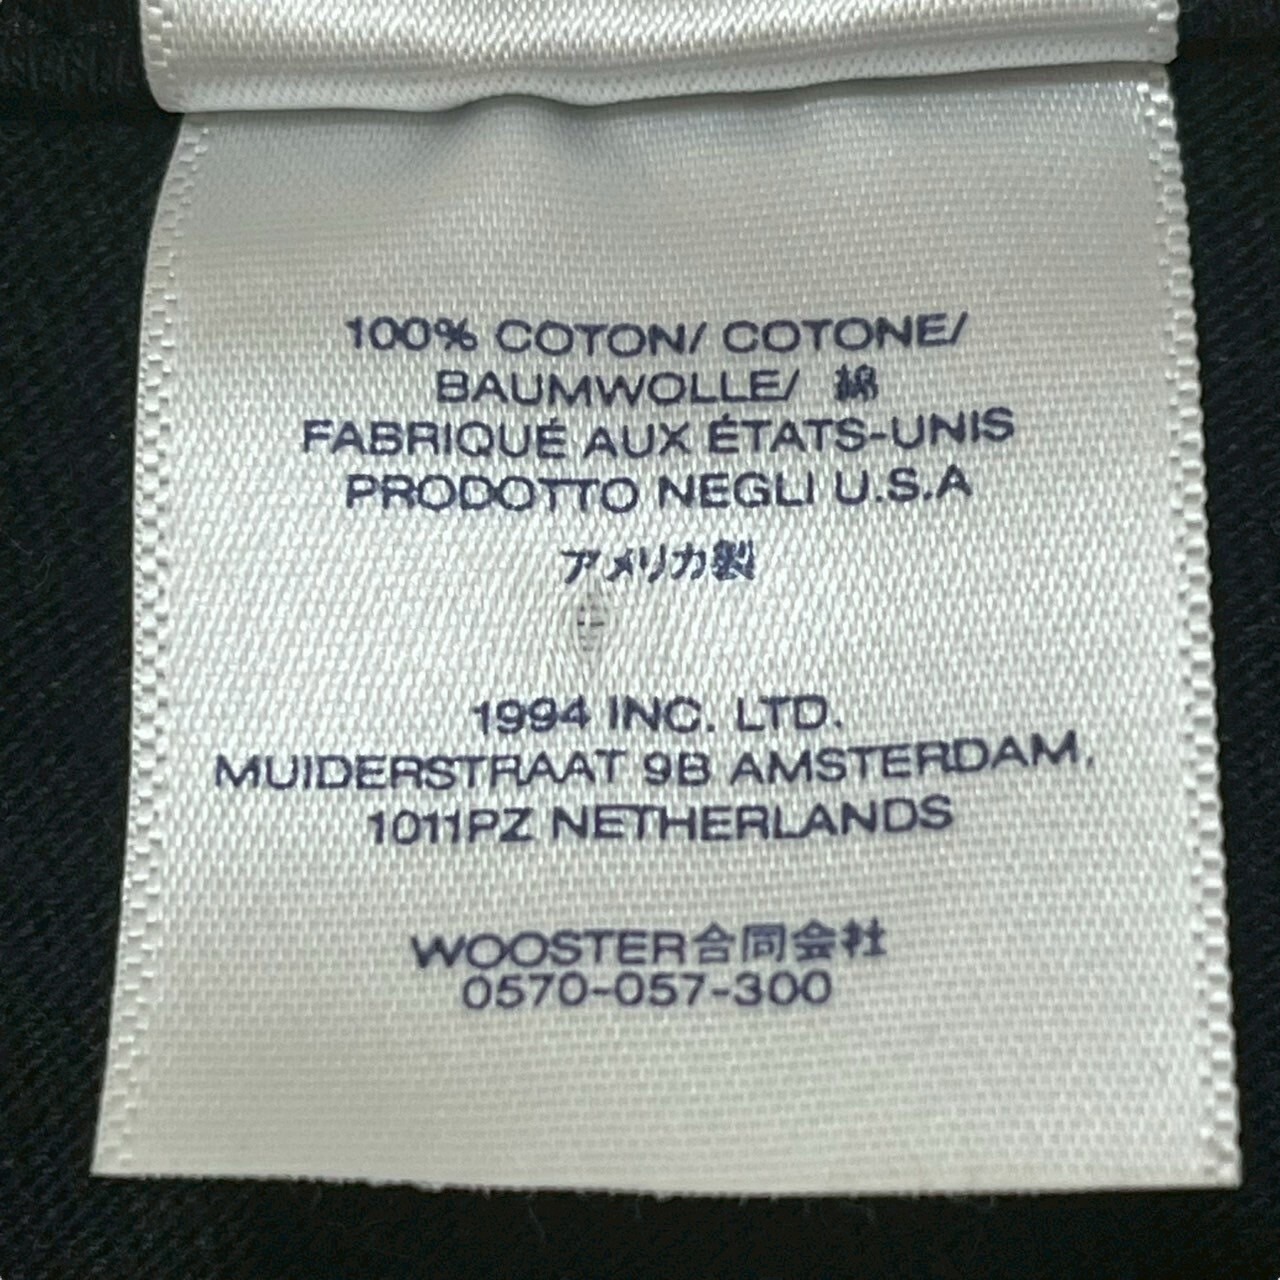 100% COTON/ COTONE/
BAUMWOLLE/ 綿
FABRIQUÉ AUX ÉTATS-UNIS
PRODOTTO NEGLI U.S.A
アメリカ製
1994 INC. LTD.
MUIDERSTRAAT 9B AMSTERDAM,
1011PZ NETHERLANDS
WOOSTER合同会社
0570-057-300